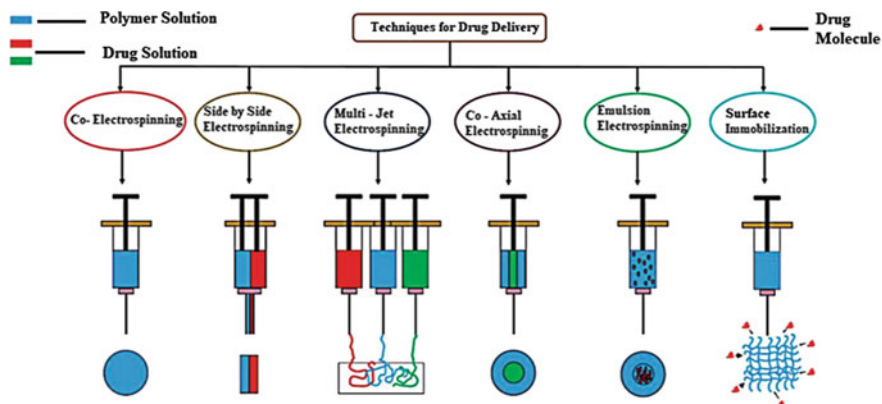 Polymer Solution
Drug Solution
Techniques for Drug Delivery
Drug
Molecule
Co- Electrospinning
Side by Side
Electrospinning
Multi - Jet
Electrospinning
Co - Axial
Electrospinnig
Emulsion
Electrospinning
Surface
Immobilization